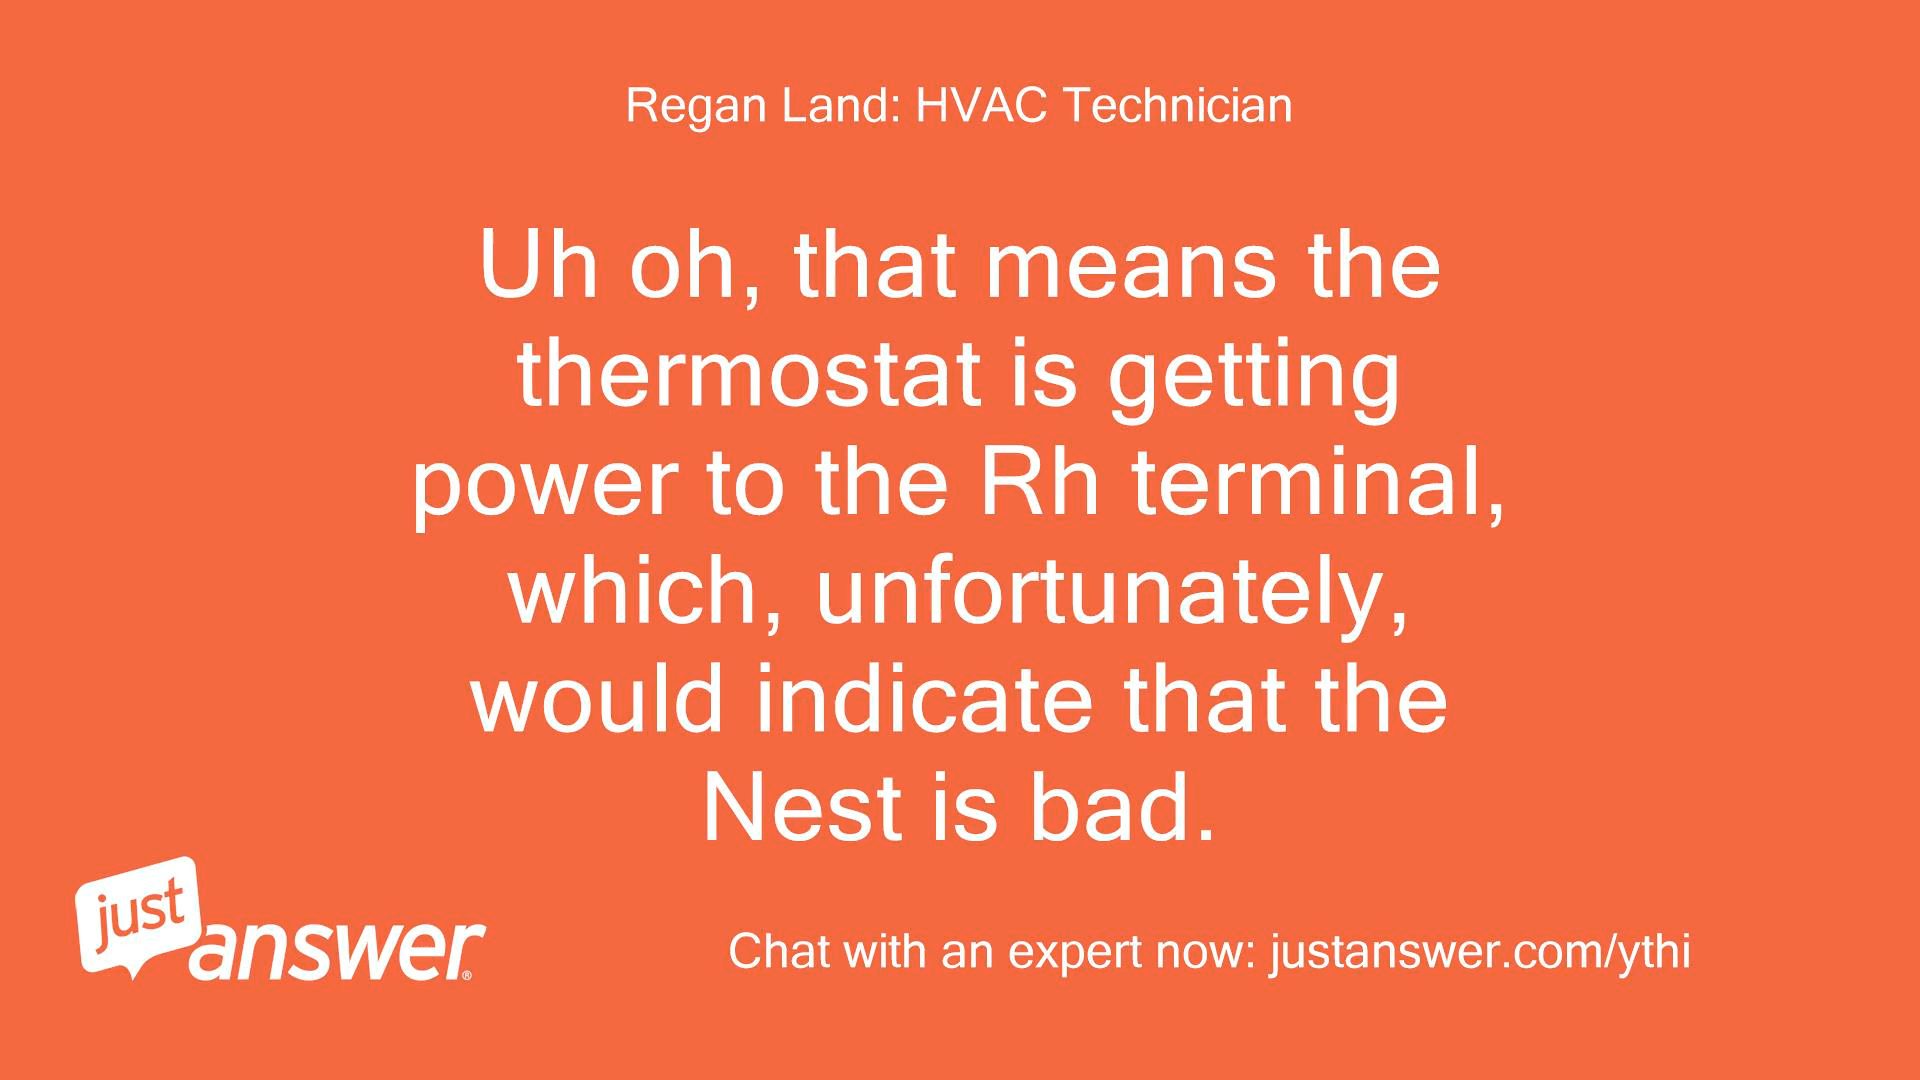 Regan Land: HVAC Technician
Uh oh, that means the
thermostat is getting
power to the Rh terminal,
which, unfortunately,
would indicate that the
Nest is bad.
just
answer®
Chat with an expert now: justanswer.com/ythi